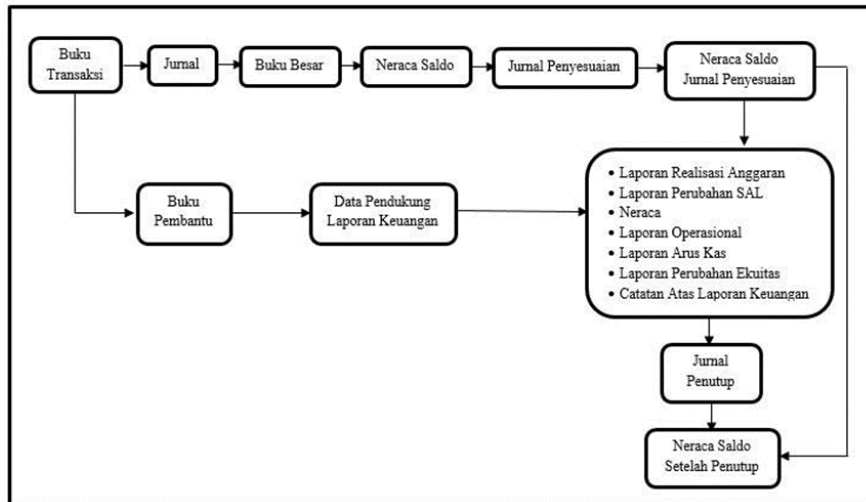 Buku
Transaksi
Jurnal
Buku Besar
Neraca Saldo
Jurnal Penyesuaian
Neraca Saldo
Jurnal Penyesuaian
Buku
Pembantu
Data Pendukung
Laporan Keuangan
• Laporan Realisasi Anggaran
• Laporan Perubahan SAL
• Neraca
• Laporan Operasional
• Laporan Arus Kas
• Laporan Perubahan Ekuitas
• Catatan Atas Laporan Keuangan
Jurnal
Penutup
Neraca Saldo
Setelah Penutup